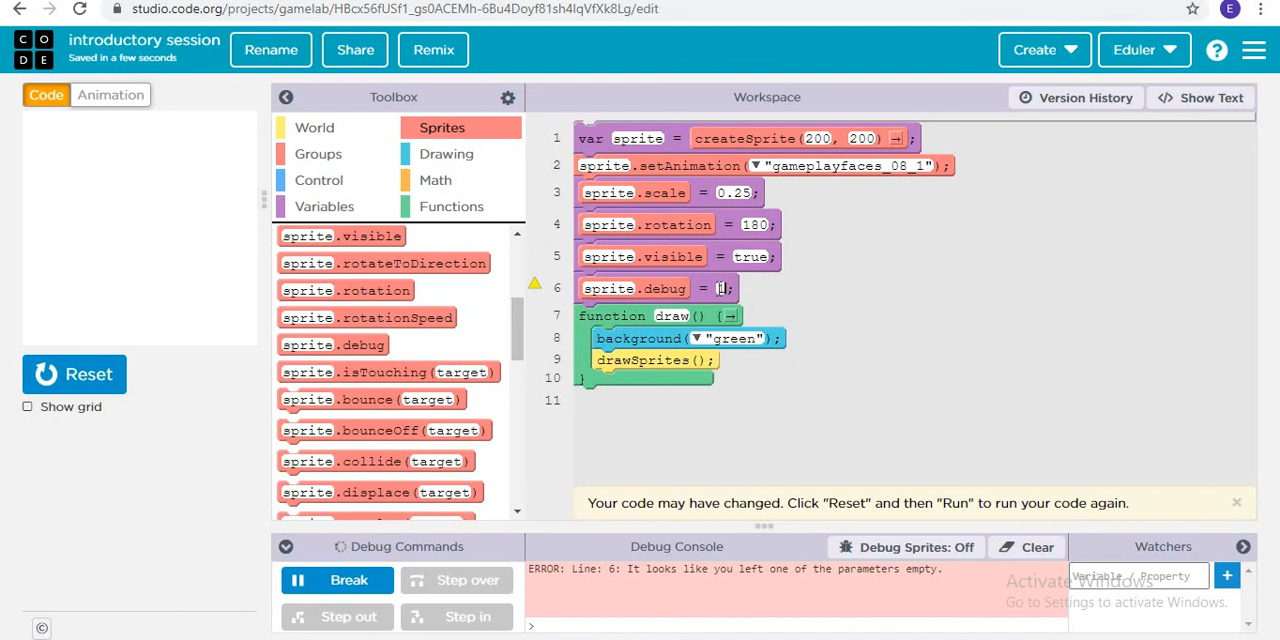 studio.code.org/projects/gamelab/HBcx56fUSf1_gs0ACEMh-6Bu4Doyf81sh4lqVfXk8Lg/edit
E
C O D E
introductory session
Saved in a few seconds
Rename
Share
Remix
Create
Eduler
?
Code
Animation
Toolbox
Workspace
Version History
</> Show Text
World
Sprites
Groups
Drawing
Control
Math
Variables
Functions
sprite.visible
sprite.rotateToDirection
sprite.rotation
sprite.rotationSpeed
sprite.debug
sprite.isTouching(target)
sprite.bounce(target)
sprite.bounceOff(target)
sprite.collide(target)
sprite.displace(target)
1 var sprite = createSprite(200, 200) → ;
2 sprite.setAnimation(▼"gameplayfaces_08_1");
3 sprite.scale = 0.25;
4 sprite.rotation = 180;
5 sprite.visible = true;
6 sprite.debug = ;
7 function draw() { →
8 background(▼"green");
9 drawSprites();
10 }
11
Reset
Show grid
Your code may have changed. Click "Reset" and then "Run" to run your code again.
×
Debug Commands
Debug Console
Debug Sprites: Off
Clear
Watchers
Break
Step over
Step out
Step in
ERROR: Line: 6: It looks like you left one of the parameters empty.
>
Variable / Property
+
Activate Windows
Go to Settings to activate Windows.
©